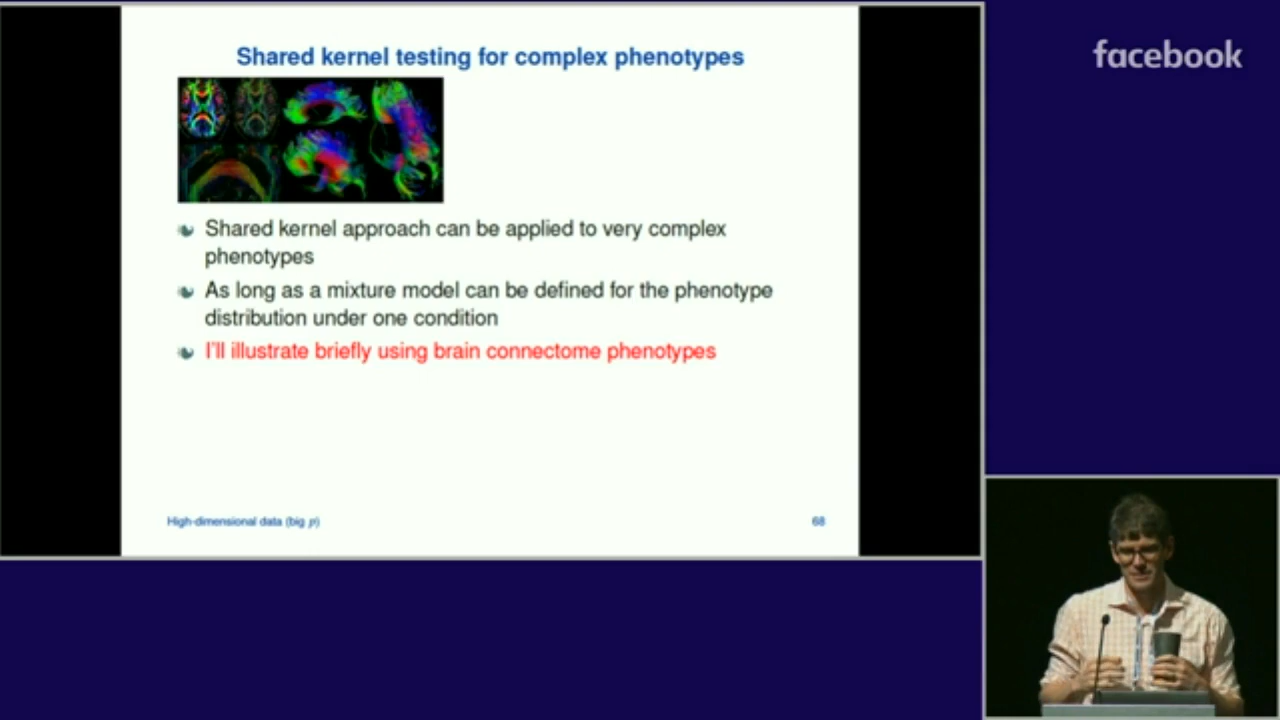 Shared kernel testing for complex phenotypes
facebook
Shared kernel approach can be applied to very complex
phenotypes
As long as a mixture model can be defined for the phenotype
distribution under one condition
I'll illustrate briefly using brain connectome phenotypes
High-dimensional data (big p)
68